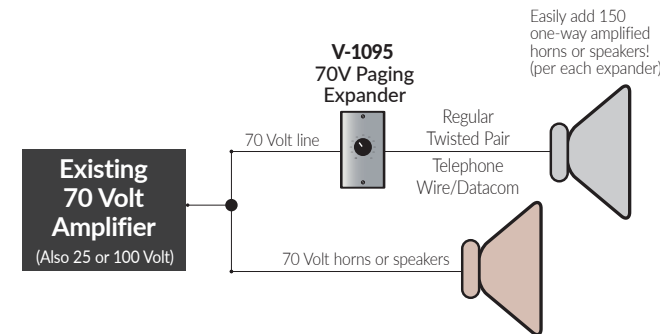 Easily add 150
one-way amplified
horns or speakers!
(per each expander)
V-1095
70V Paging
Expander
70 Volt line
Regular
Twisted Pair
Telephone
Wire/Datacom
Existing
70 Volt
Amplifier
(Also 25 or 100 Volt)
70 Volt horns or speakers